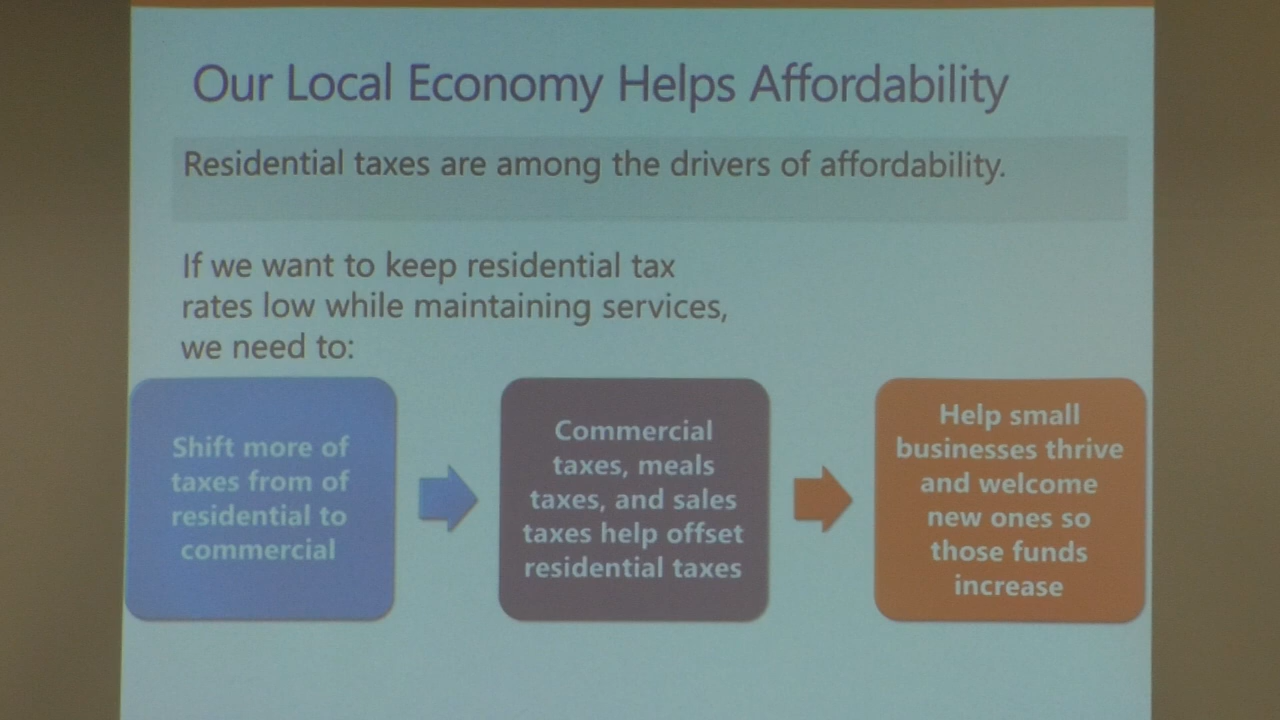 Our Local Economy Helps Affordability
Residential taxes are among the drivers of affordability.
If we want to keep residential tax
rates low while maintaining services,
we need to:
Shift more of
taxes from of
residential to
commercial
Commercial
taxes, meals
taxes, and sales
taxes help offset
residential taxes
Help small
businesses thrive
and welcome
new ones so
those funds
increase